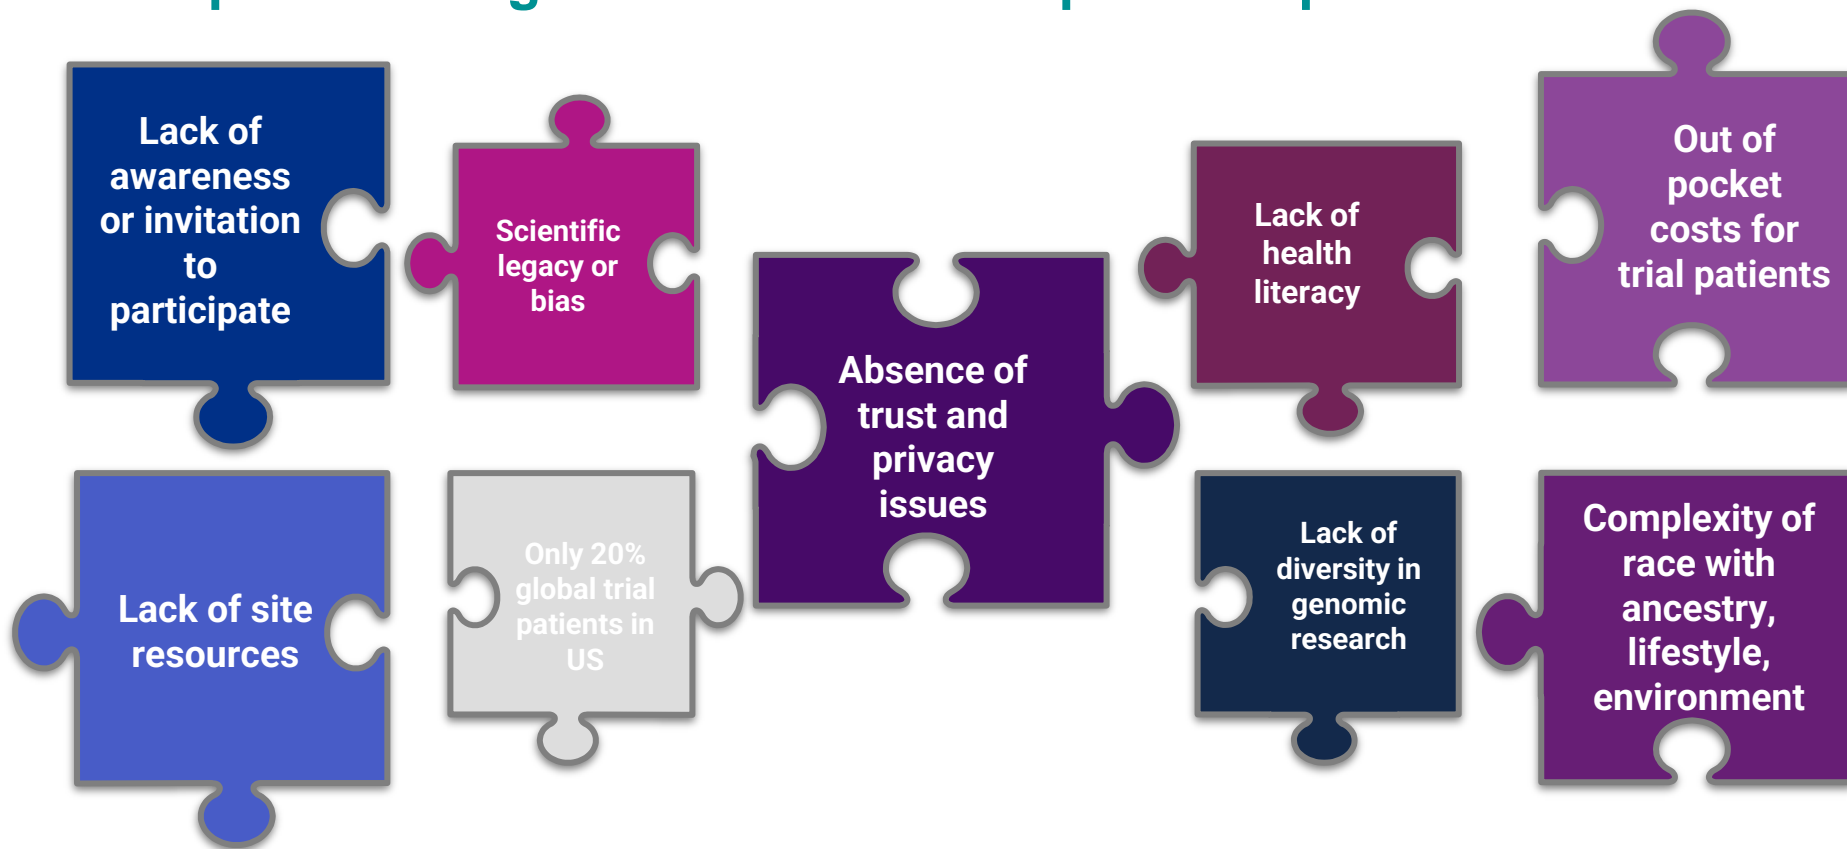 Lack of
awareness
or invitation
to
participate
Scientific
legacy or
bias
Absence of
trust and
privacy
issues
Lack of
health
literacy
Out of
pocket
costs for
trial patients
Lack of site
resources
Only 20%
global trial
patients in
US
Lack of
diversity in
genomic
research
Complexity of
race with
ancestry,
lifestyle,
environment